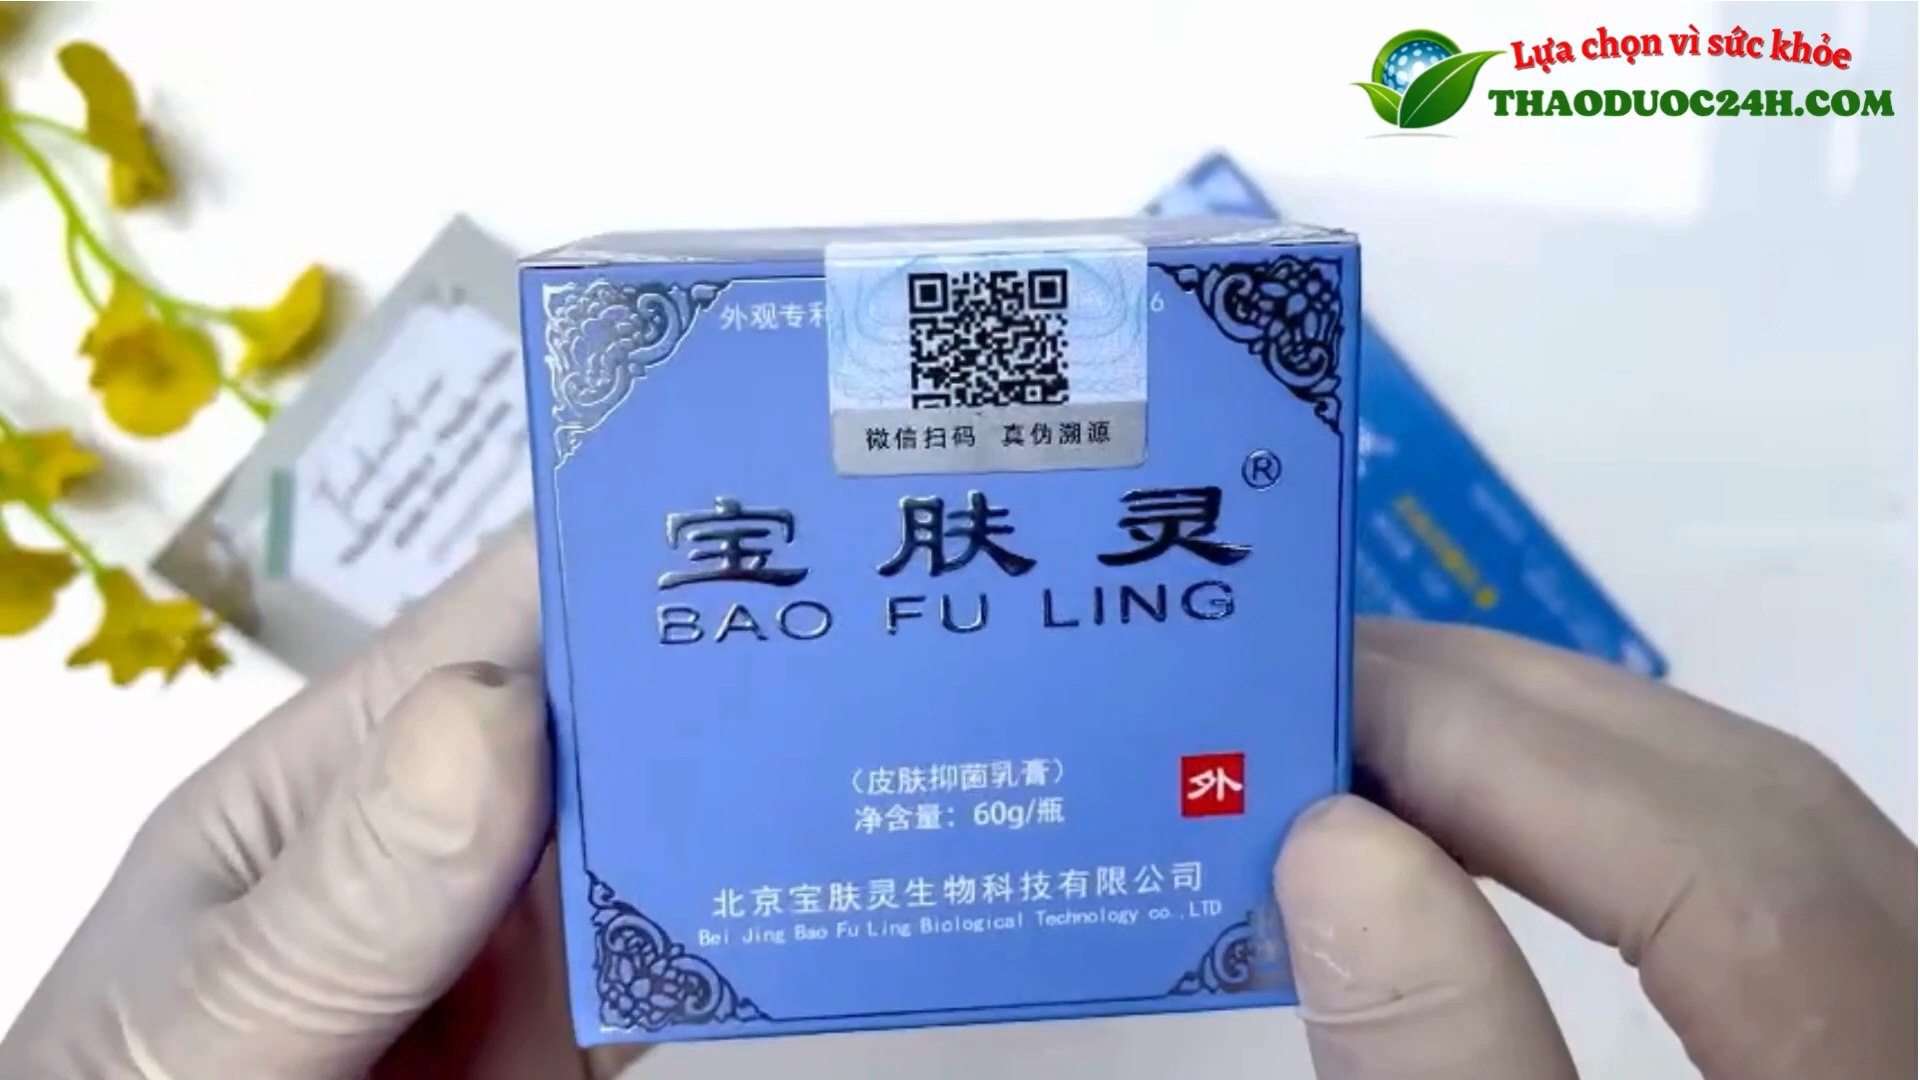 Lựa chọn vì sức khỏe
THAODUOC24H.COM
外观专利
6
微信扫码 真伪溯源
宝肤灵®
BAO FU LING
（皮肤抑菌乳膏）
净含量：60g/瓶
外
北京宝肤灵生物科技有限公司
Bei Jing Bao Fu Ling Biological Technology co.,LTD